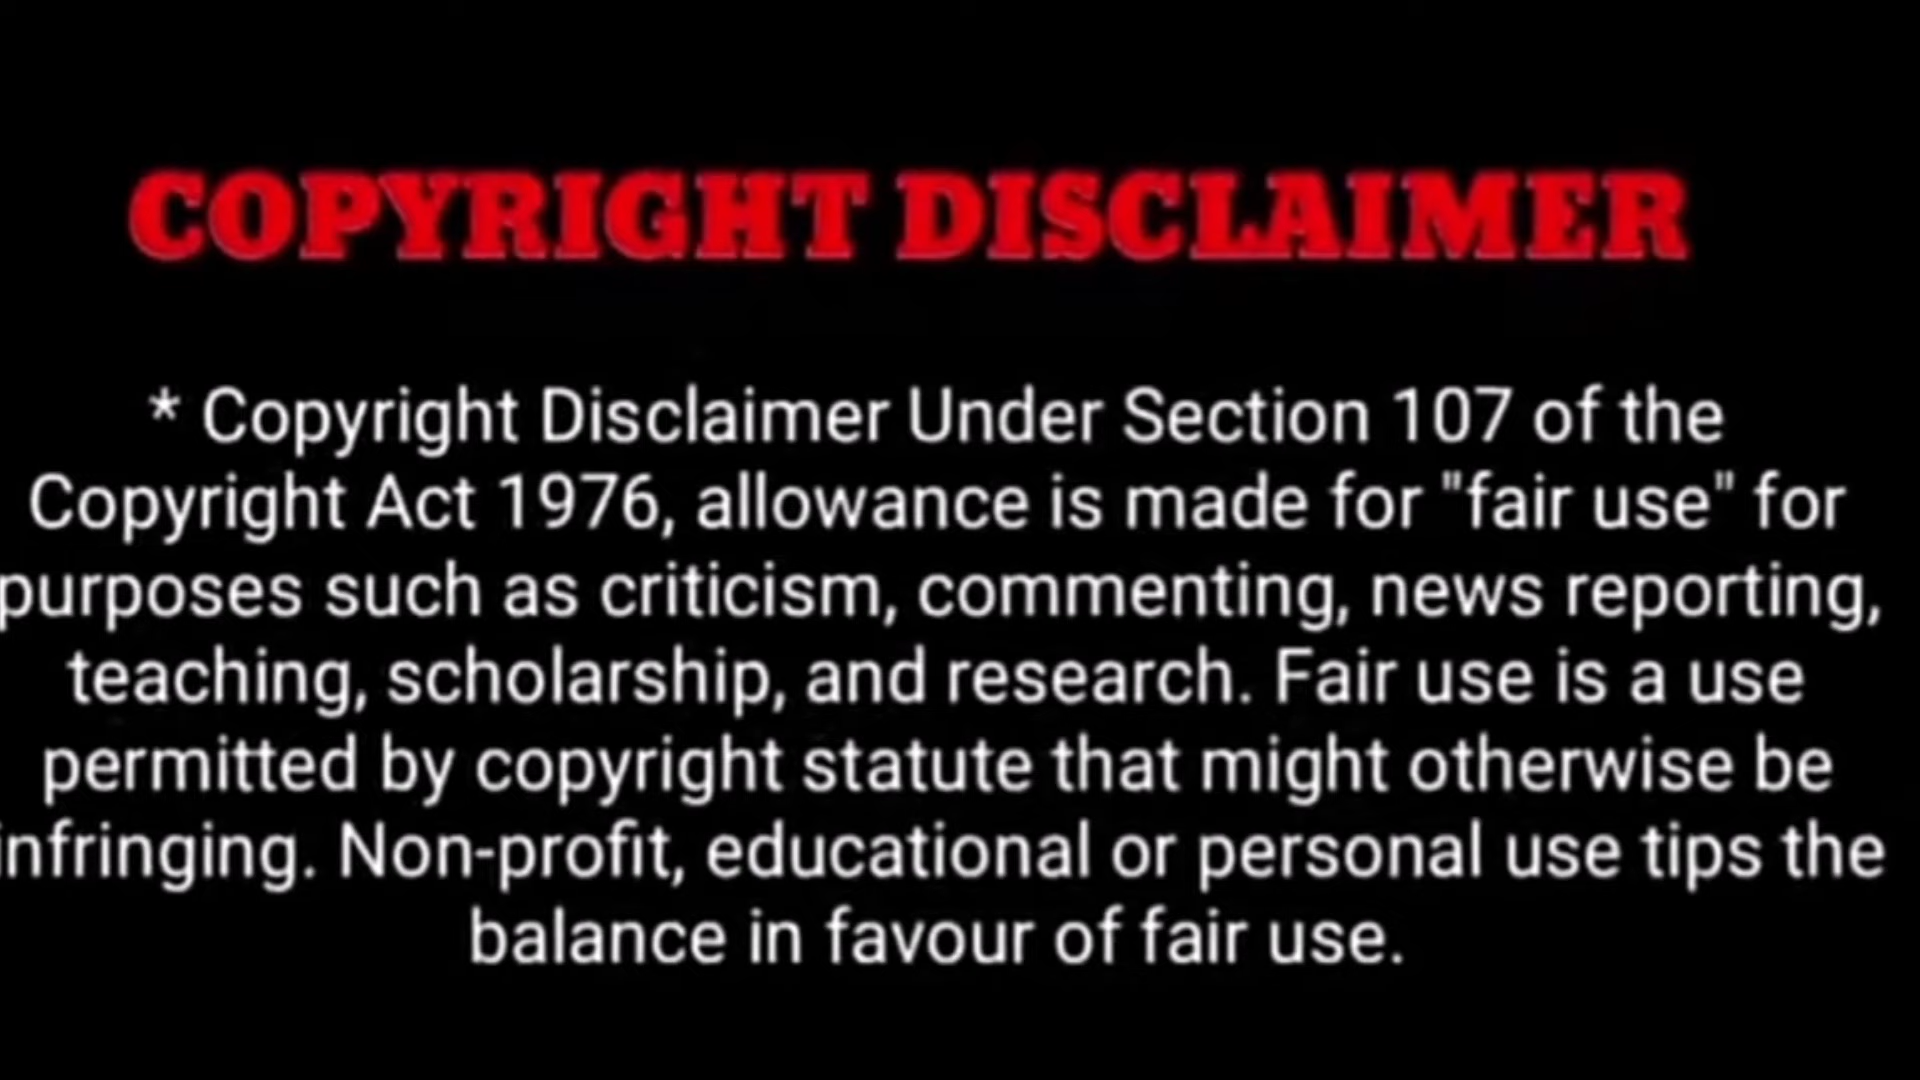 COPYRIGHT DISCLAIMER
* Copyright Disclaimer Under Section 107 of the
Copyright Act 1976, allowance is made for "fair use" for
purposes such as criticism, commenting, news reporting,
teaching, scholarship, and research. Fair use is a use
permitted by copyright statute that might otherwise be
infringing. Non-profit, educational or personal use tips the
balance in favour of fair use.